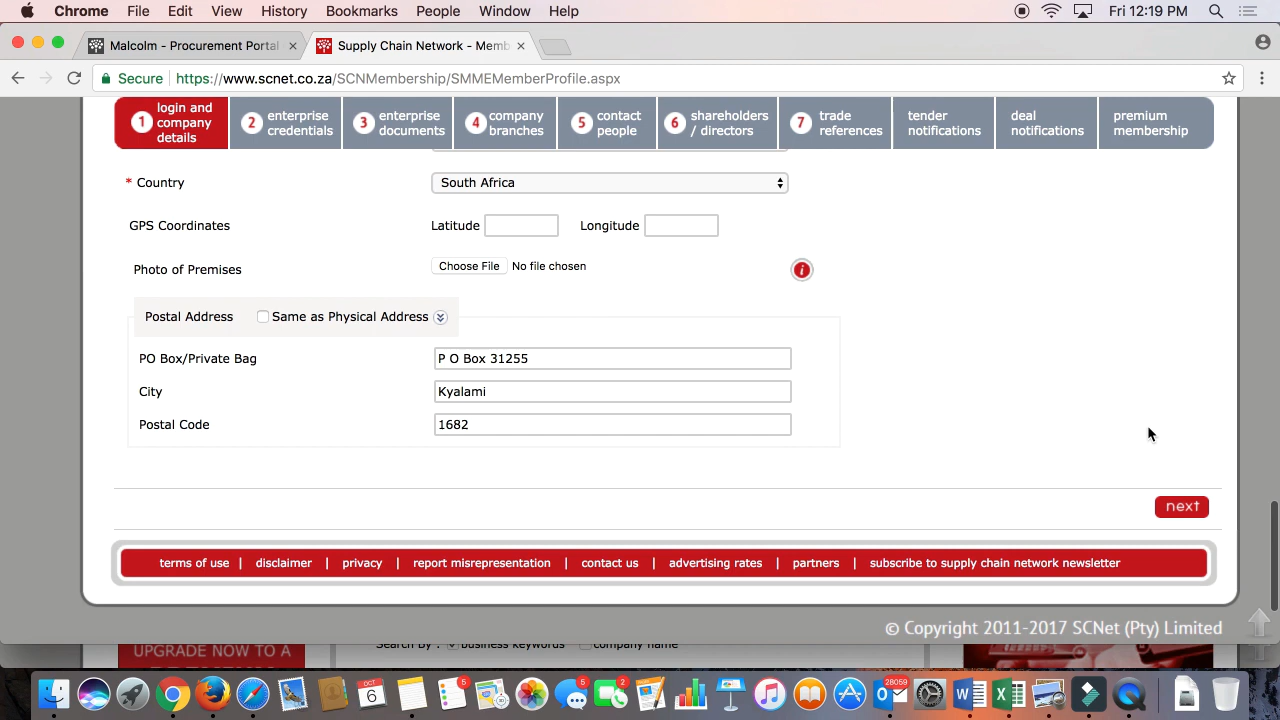 Chrome File Edit View History Bookmarks People Window Help Fri 12:19 PM
Malcolm - Procurement Portal × Supply Chain Network - Memb ×
Secure https://www.scnet.co.za/SCNMembership/SMMEMemberProfile.aspx
1 login and company details
2 enterprise credentials
3 enterprise documents
4 company branches
5 contact people
6 shareholders / directors
7 trade references
tender notifications
deal notifications
premium membership
* Country South Africa
GPS Coordinates Latitude Longitude
Photo of Premises Choose File No file chosen i
Postal Address Same as Physical Address
PO Box/Private Bag P O Box 31255
City Kyalami
Postal Code 1682
next
terms of use | disclaimer | privacy | report misrepresentation | contact us | advertising rates | partners | subscribe to supply chain network newsletter
© Copyright 2011-2017 SCNet (Pty) Limited
UPGRADE NOW TO A Search By : business keywords company name
OCT 6 5 5 2 28059